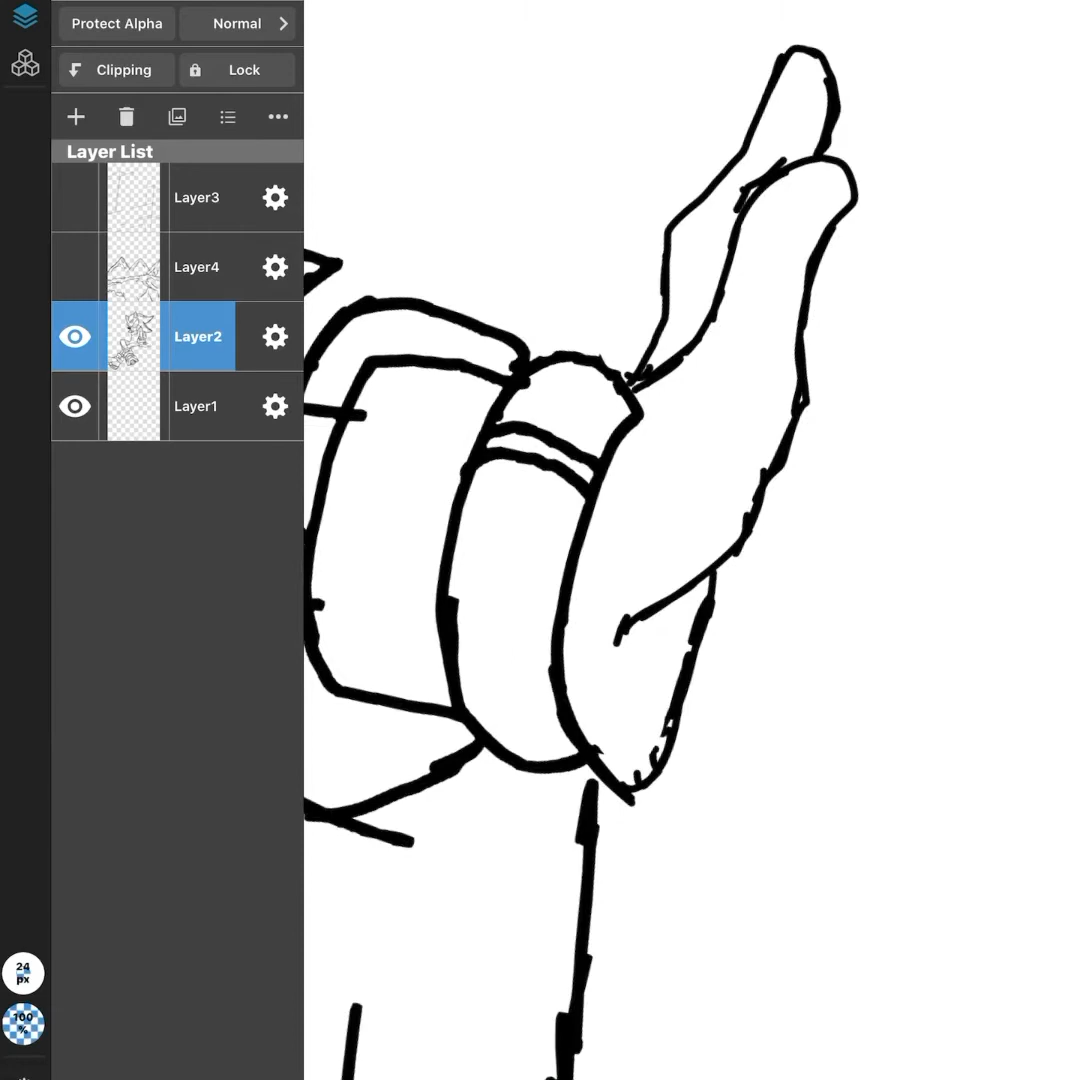 Protect Alpha
Normal
Clipping
Lock
Layer List
Layer3
Layer4
Layer2
Layer1
24
px
100
%